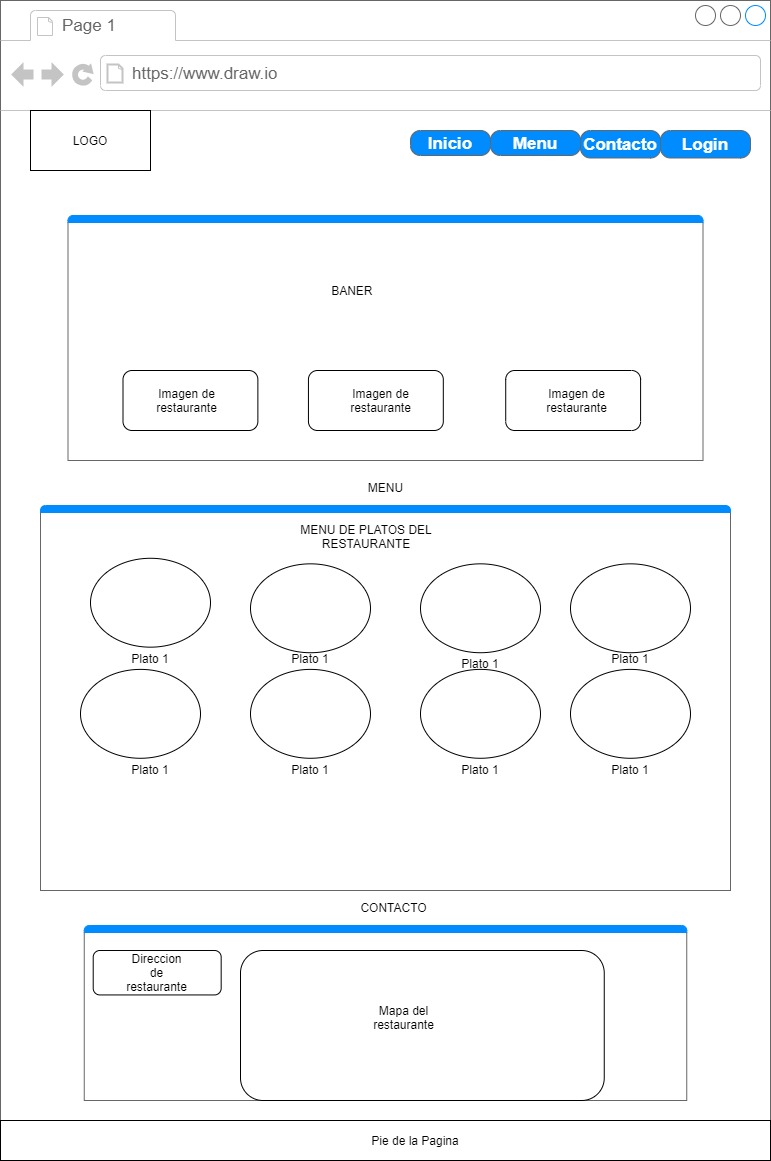 Page 1
https://www.draw.io
LOGO
Inicio
Menu
Contacto
Login
BANER
Imagen de
restaurante
Imagen de
restaurante
Imagen de
restaurante
MENU
MENU DE PLATOS DEL
RESTAURANTE
Plato 1
Plato 1
Plato 1
Plato 1
Plato 1
Plato 1
Plato 1
Plato 1
CONTACTO
Direccion
de
restaurante
Mapa del
restaurante
Pie de la Pagina